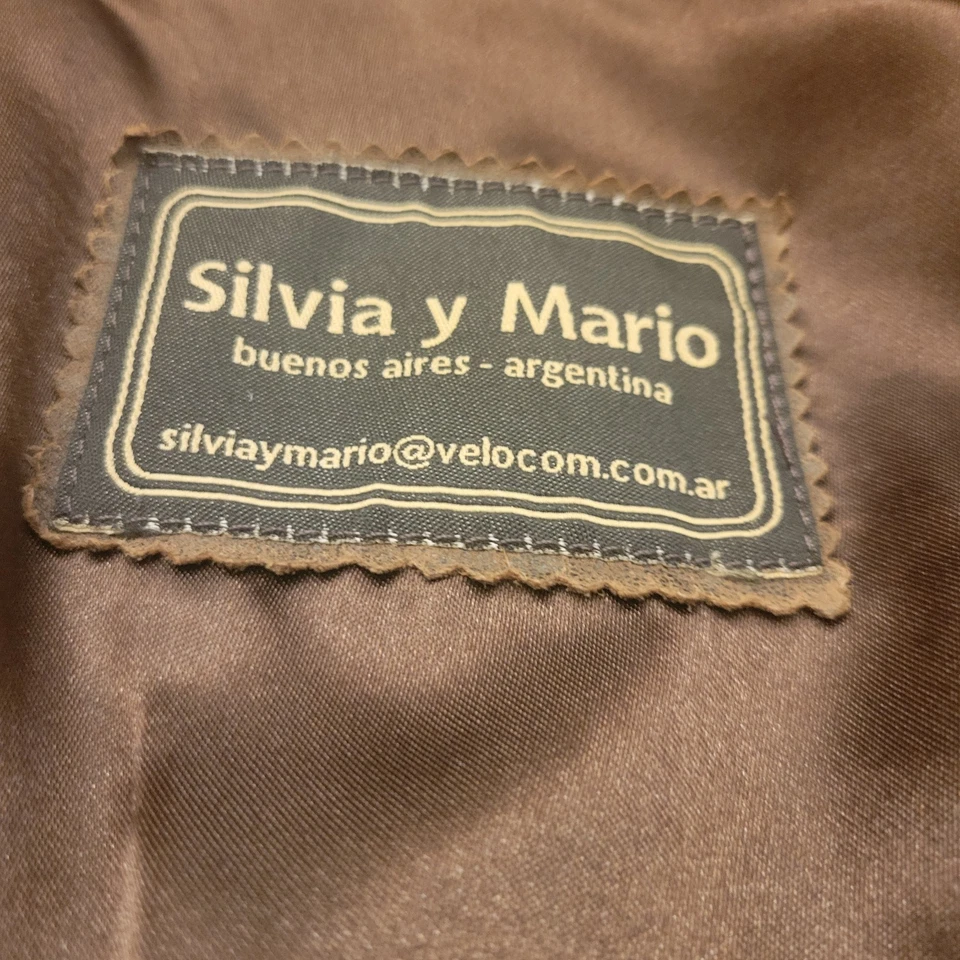 Silvia y Mario
buenos aires - argentina
silviaymario@velocom.com.ar